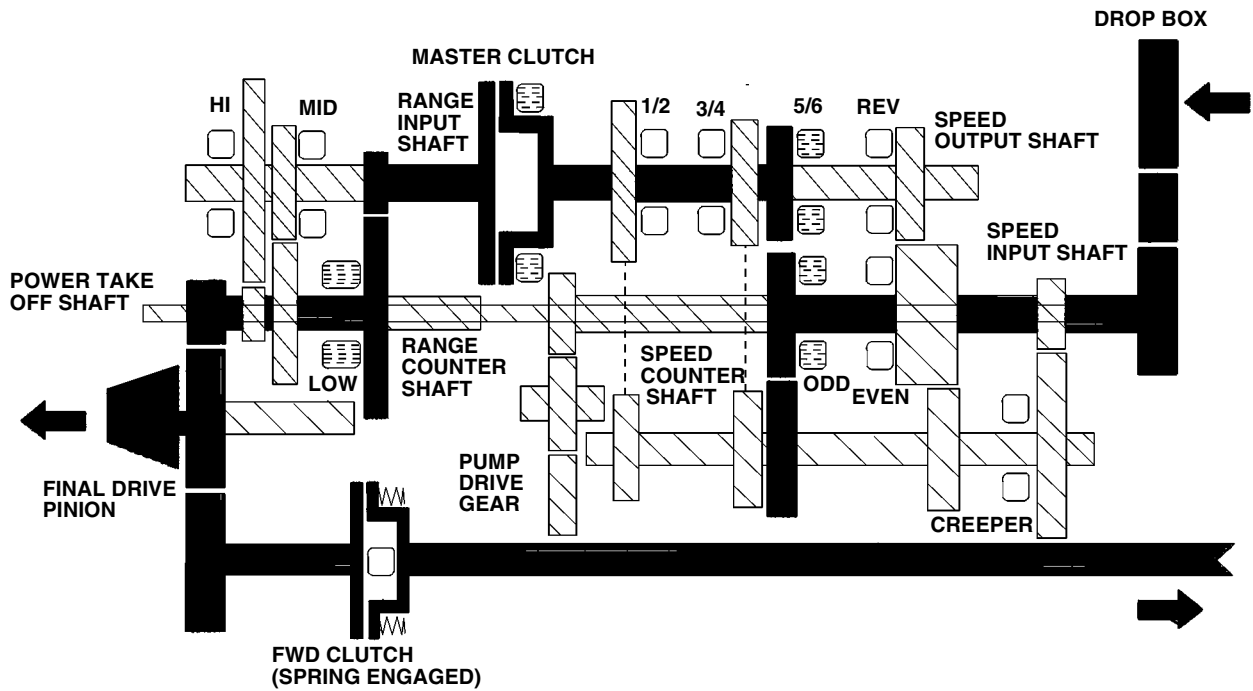 DROP BOX
MASTER CLUTCH
HI
MID
RANGE
INPUT
SHAFT
1/2
3/4
5/6
REV
SPEED
OUTPUT SHAFT
SPEED
INPUT SHAFT
POWER TAKE
OFF SHAFT
LOW
RANGE
COUNTER
SHAFT
SPEED
COUNTER
SHAFT
ODD
EVEN
FINAL DRIVE
PINION
PUMP
DRIVE
GEAR
CREEPER
FWD CLUTCH
(SPRING ENGAGED)